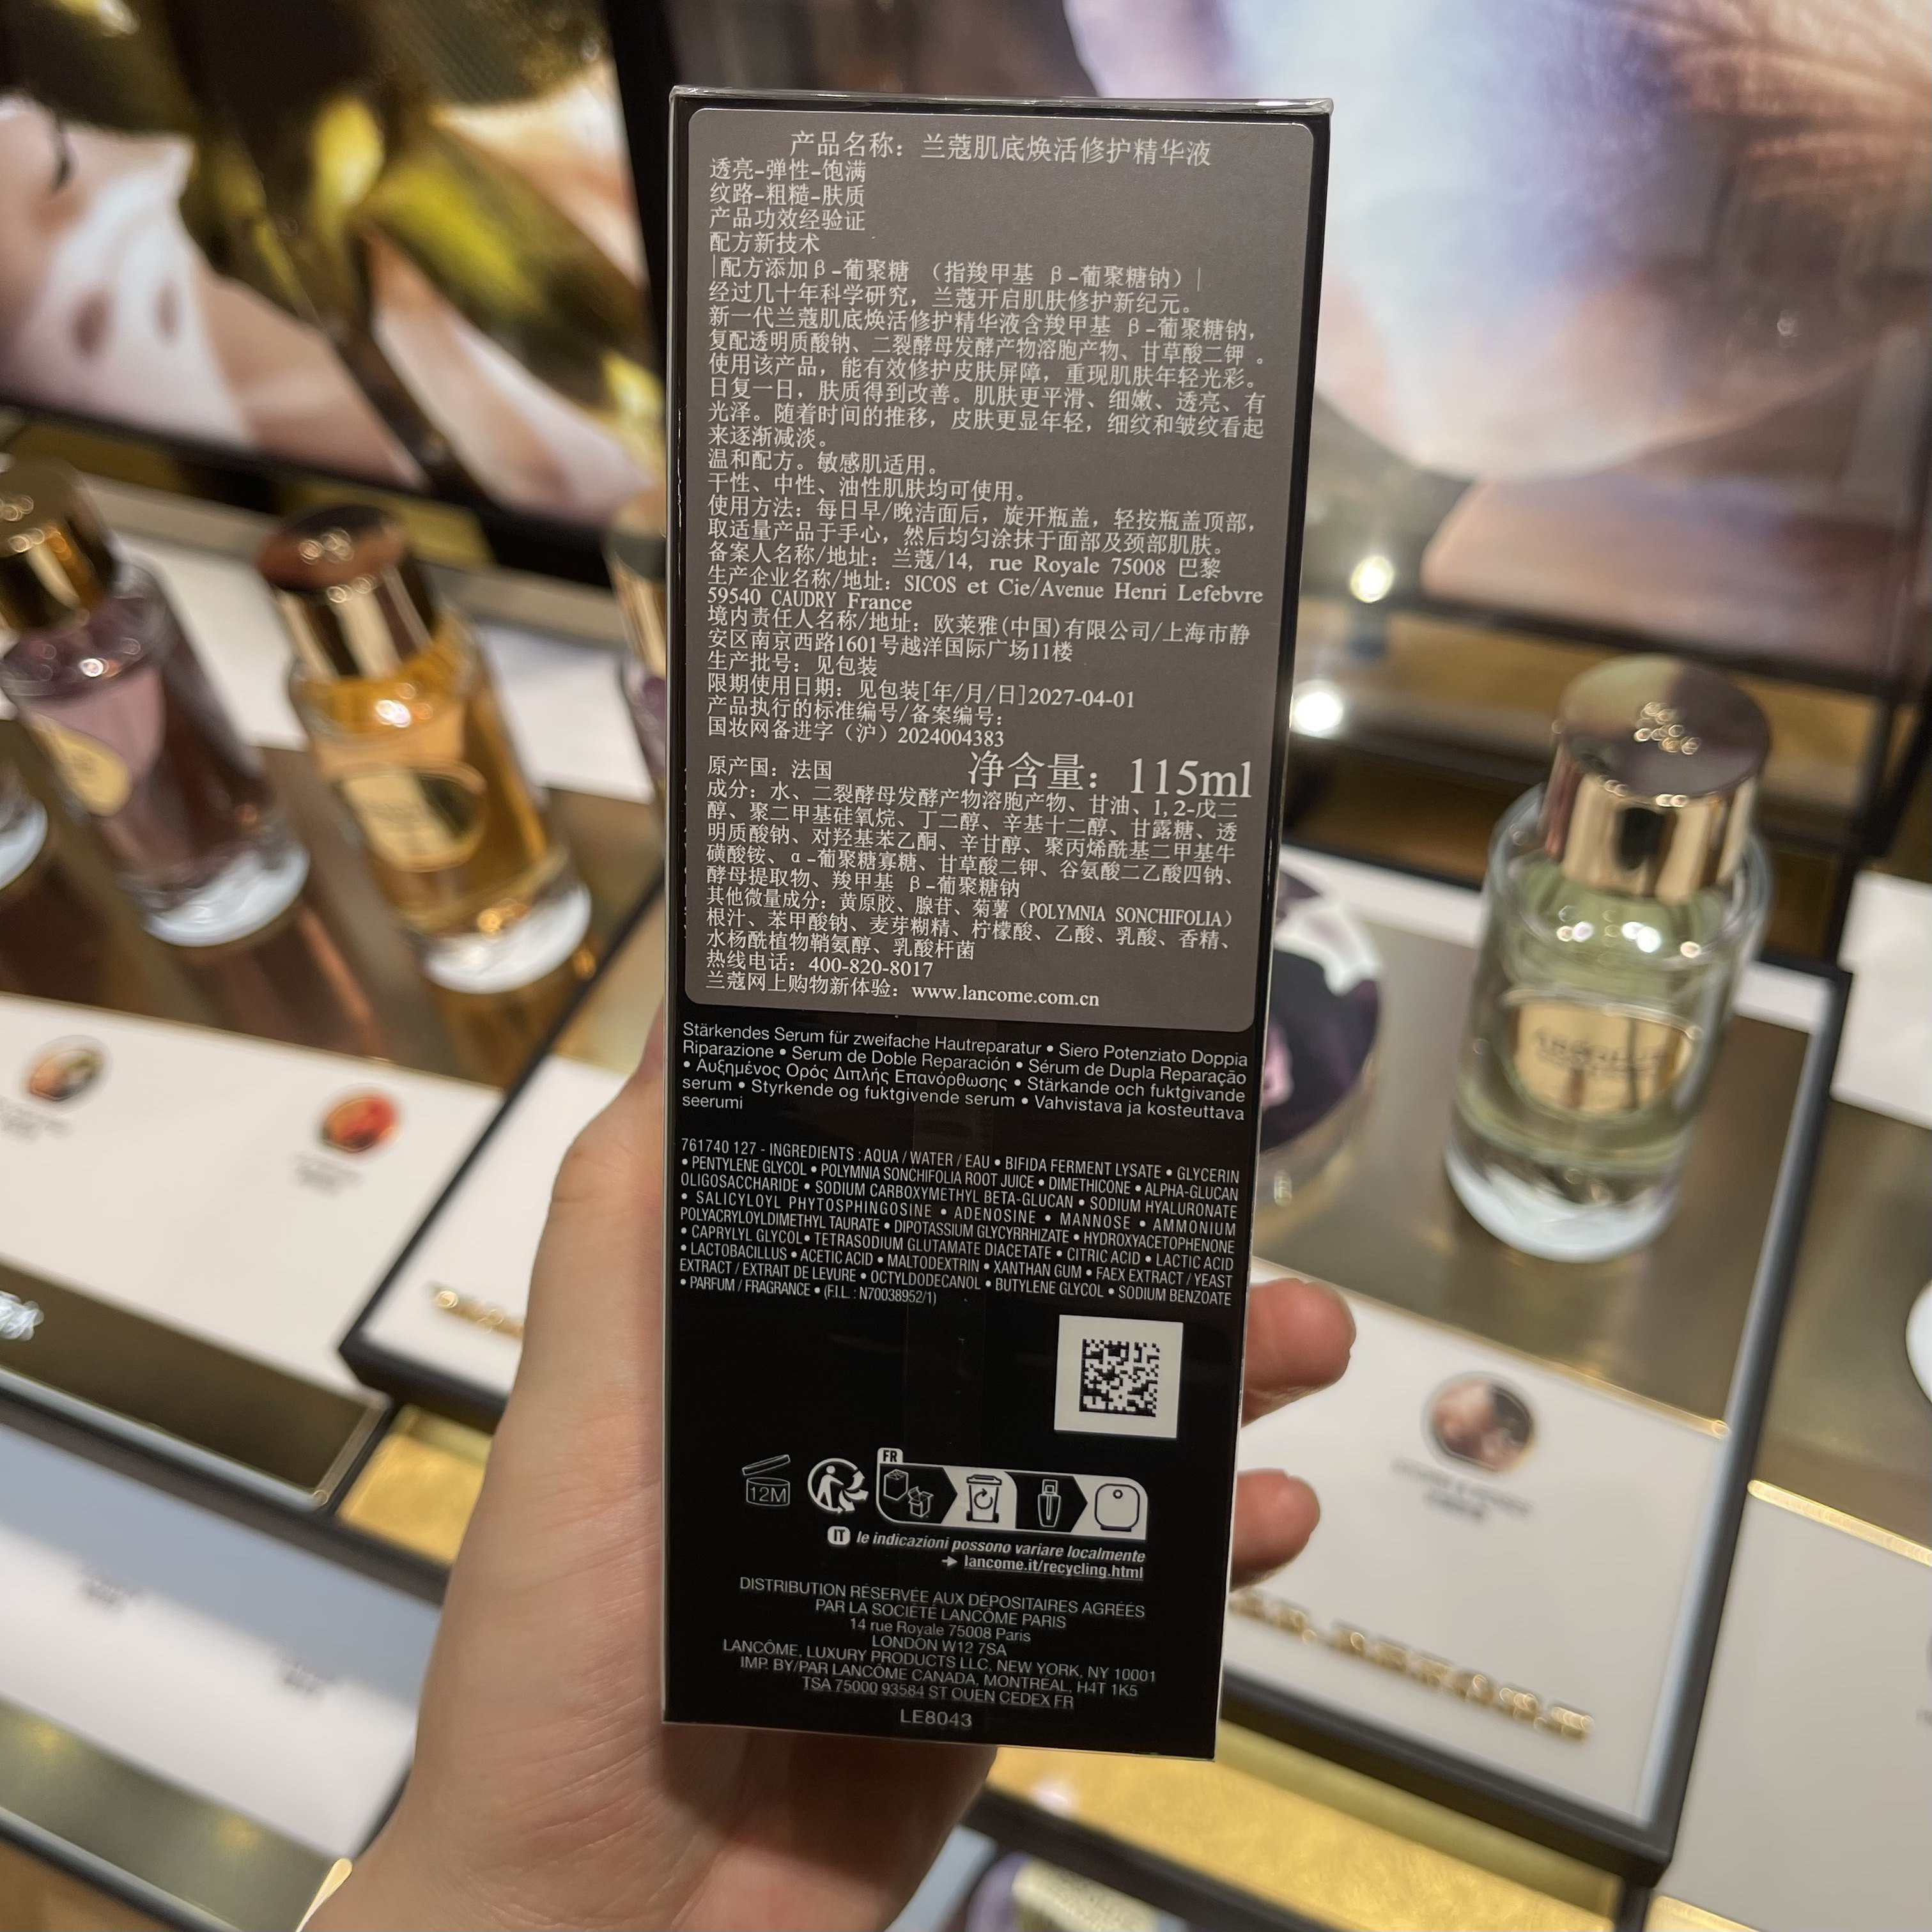 产品名称：兰蔻肌底焕活修护精华液
透亮-弹性-饱满
纹路-粗糙-肤质
产品功效经验证
配方新技术
|配方添加β-葡聚糖 （指羧甲基 β-葡聚糖钠）|
经过几十年科学研究，兰蔻开启肌肤修护新纪元。
新一代兰蔻肌底焕活修护精华液含羧甲基 β-葡聚糖钠，
复配透明质酸钠、二裂酵母发酵产物溶胞产物、甘草酸二钾 。
使用该产品，能有效修护皮肤屏障，重现肌肤年轻光彩。
日复一日，肤质得到改善。肌肤更平滑、细嫩、透亮、有
光泽。随着时间的推移，皮肤更显年轻，细纹和皱纹看起
来逐渐减淡。
温和配方。敏感肌适用。
干性、中性、油性肌肤均可使用。
使用方法：每日早/晚洁面后，旋开瓶盖，轻按瓶盖顶部，
取适量产品于手心，然后均匀涂抹于面部及颈部肌肤。
备案人名称/地址：兰蔻/14, rue Royale 75008 巴黎
生产企业名称/地址：SICOS et Cie/Avenue Henri Lefebvre
59540 CAUDRY France
境内责任人名称/地址：欧莱雅(中国)有限公司/上海市静
安区南京西路1601号越洋国际广场11楼
生产批号：见包装
限期使用日期：见包装[年/月/日]2027-04-01
产品执行的标准编号/备案编号：
国妆网备进字（沪）2024004383
原产国：法国 净含量：115ml
成分：水、二裂酵母发酵产物溶胞产物、甘油、1,2-戊二
醇、聚二甲基硅氧烷、丁二醇、辛基十二醇、甘露糖、透
明质酸钠、对羟基苯乙酮、辛甘醇、聚丙烯酰基二甲基牛
磺酸铵、α-葡聚糖寡糖、甘草酸二钾、谷氨酸二乙酸四钠、
酵母提取物、羧甲基 β-葡聚糖钠
其他微量成分：黄原胶、腺苷、菊薯（POLYMNIA SONCHIFOLIA）
根汁、苯甲酸钠、麦芽糊精、柠檬酸、乙酸、乳酸、香精、
水杨酰植物鞘氨醇、乳酸杆菌
热线电话：400-820-8017
兰蔻网上购物新体验：www.lancome.com.cn
Stärkendes Serum für zweifache Hautreparatur • Siero Potenziato Doppia
Riparazione • Serum de Doble Reparación • Sérum de Dupla Reparação
• Αυξημένος Ορός Διπλής Επανόρθωσης • Stärkande och fuktgivande
serum • Styrkende og fuktgivende serum • Vahvistava ja kosteuttava
seerumi
761740 127 - INGREDIENTS : AQUA / WATER / EAU • BIFIDA FERMENT LYSATE • GLYCERIN
• PENTYLENE GLYCOL • POLYMNIA SONCHIFOLIA ROOT JUICE • DIMETHICONE • ALPHA-GLUCAN
OLIGOSACCHARIDE • SODIUM CARBOXYMETHYL BETA-GLUCAN • SODIUM HYALURONATE
• SALICYLOYL PHYTOSPHINGOSINE • ADENOSINE • MANNOSE • AMMONIUM
POLYACRYLOYLDIMETHYL TAURATE • DIPOTASSIUM GLYCYRRHIZATE • HYDROXYACETOPHENONE
• CAPRYLYL GLYCOL • TETRASODIUM GLUTAMATE DIACETATE • CITRIC ACID • LACTIC ACID
• LACTOBACILLUS • ACETIC ACID • MALTODEXTRIN • XANTHAN GUM • FAEX EXTRACT / YEAST
EXTRACT / EXTRAIT DE LEVURE • OCTYLDODECANOL • BUTYLENE GLYCOL • SODIUM BENZOATE
• PARFUM / FRAGRANCE • (F.I.L. : N70038952/1)
FR
12M
IT le indicazioni possono variare localmente
→ lancome.it/recycling.html
DISTRIBUTION RÉSERVÉE AUX DÉPOSITAIRES AGRÉÉS
PAR LA SOCIÉTÉ LANCÔME PARIS
14 rue Royale 75008 Paris
LONDON W12 7SA
LANCÔME, LUXURY PRODUCTS LLC, NEW YORK, NY 10001
IMP. BY/PAR LANCÔME CANADA, MONTRÉAL, H4T 1K5
TSA 75000 93584 ST OUEN CEDEX FR
LE8043